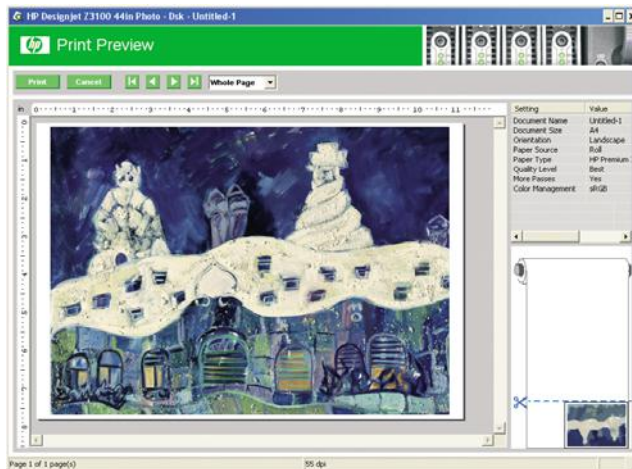 HP Designjet Z3100 44in Photo - Dsk - Untitled-1
hp Print Preview
Print Cancel Whole Page
in 0 1 2 3 4 5 6 7 8 9 10 11
Setting Value
Document Name Untitled-1
Document Size A4
Orientation Landscape
Paper Source Roll
Paper Type HP Premium
Quality Level Best
More Passes Yes
Color Management sRGB
Page 1 of 1 page(s) 55 dpi